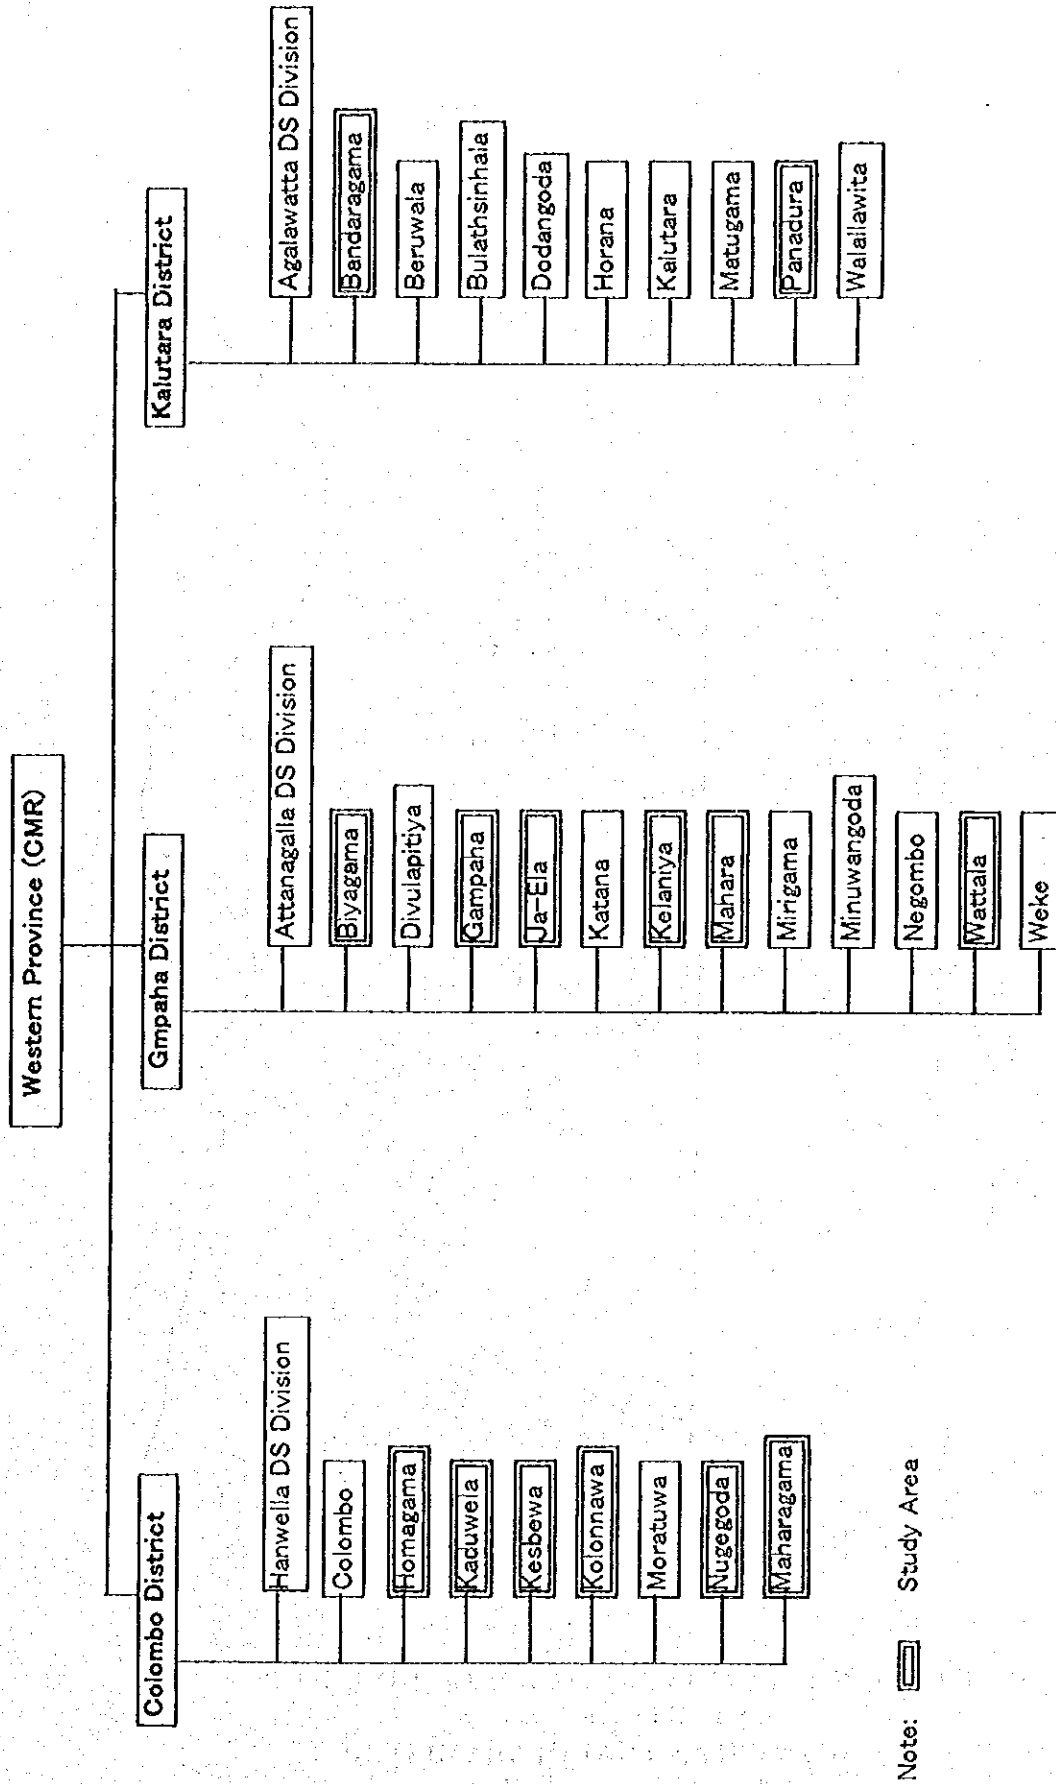 Western Province (CMR)
Colombo District
Hanwella DS Division
Colombo
Homagama
Kaduwela
Kesbewa
Kolonnawa
Moratuwa
Nugegoda
Maharagama
Gmpaha District
Attanagalla DS Division
Biyagama
Divulapitiya
Gampaha
Ja-Ela
Katana
Kelaniya
Mahara
Mirigama
Minuwangoda
Negombo
Wattala
Weke
Kalutara District
Agalawatta DS Division
Bandaragama
Beruwala
Bulathsinhala
Dodangoda
Horana
Kalutara
Matugama
Panadura
Walallawita
Note: Study Area